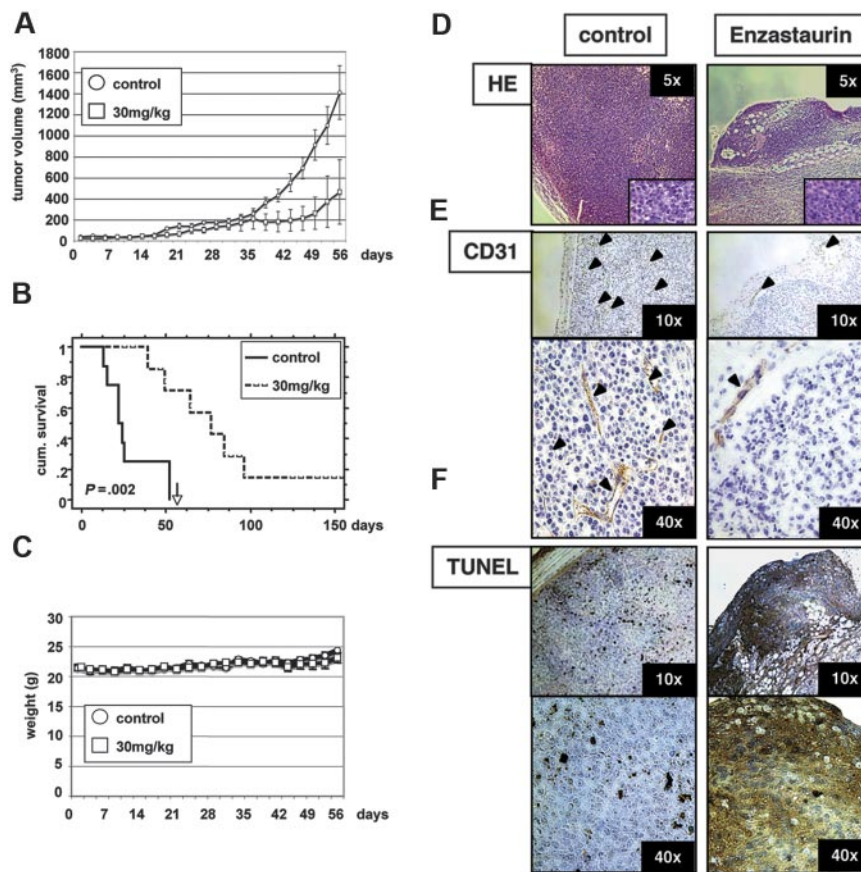 A
tumor volume (mm³)
1800
1600
1400
1200
1000
800
600
400
200
0
control
30mg/kg
0 7 14 21 28 35 42 49 56 days
B
cum. survival
1
.8
.6
.4
.2
0
control
30mg/kg
P =.002
0 50 100 150 days
C
weight (g)
30
25
20
15
10
5
0
control
30mg/kg
0 7 14 21 28 35 42 49 56 days
D
control Enzastaurin
HE
5x 5x
E
CD31
10x 10x
40x 40x
F
TUNEL
10x 10x
40x 40x